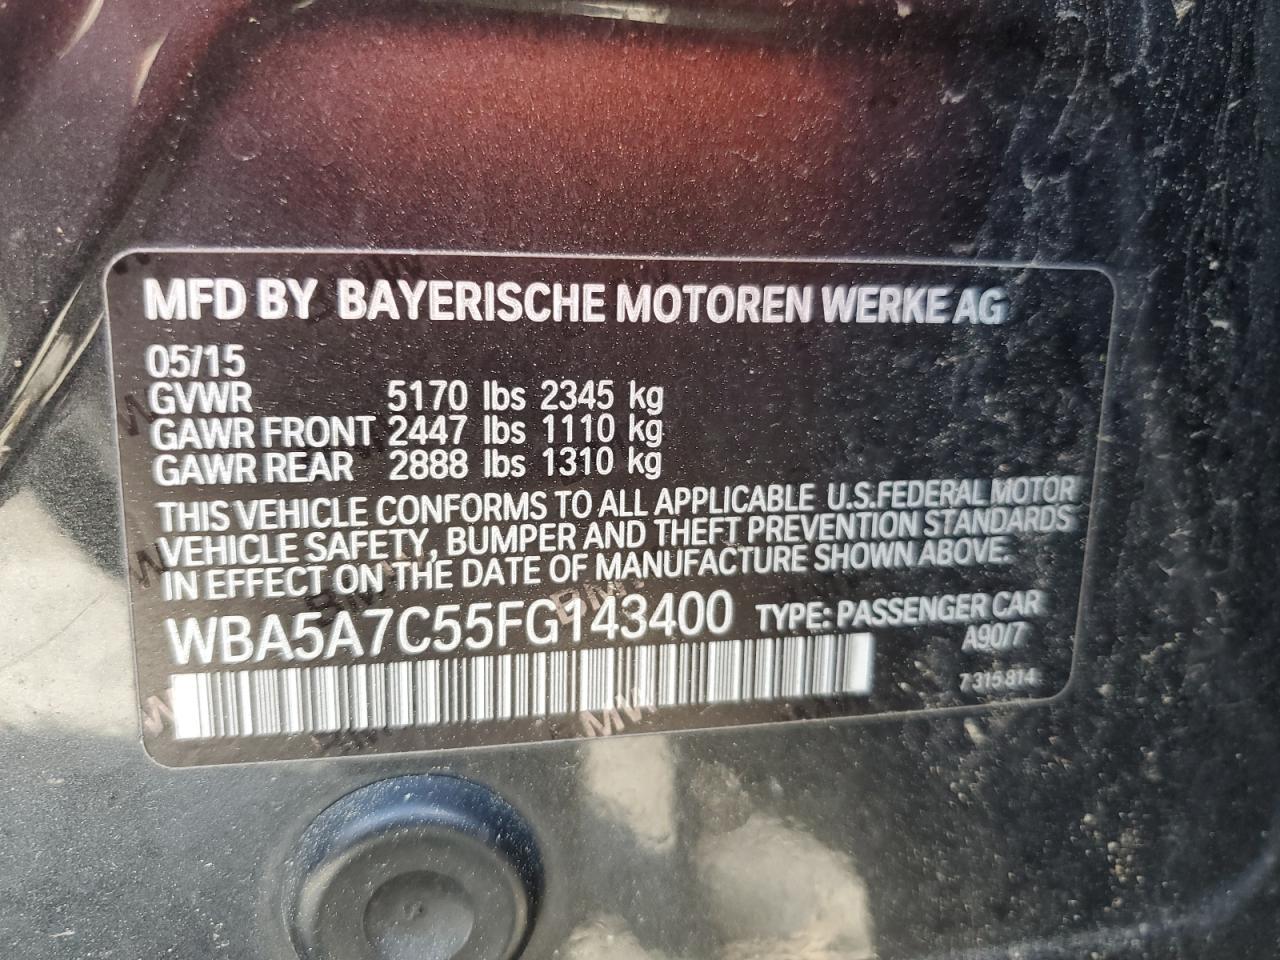 MFD BY BAYERISCHE MOTOREN WERKE AG
05/15
GVWR 5170 lbs 2345 kg
GAWR FRONT 2447 lbs 1110 kg
GAWR REAR 2888 lbs 1310 kg
THIS VEHICLE CONFORMS TO ALL APPLICABLE U.S.FEDERAL MOTOR
VEHICLE SAFETY, BUMPER AND THEFT PREVENTION STANDARDS
IN EFFECT ON THE DATE OF MANUFACTURE SHOWN ABOVE.
WBA5A7C55FG143400 TYPE: PASSENGER CAR
A90/7
7 315 814